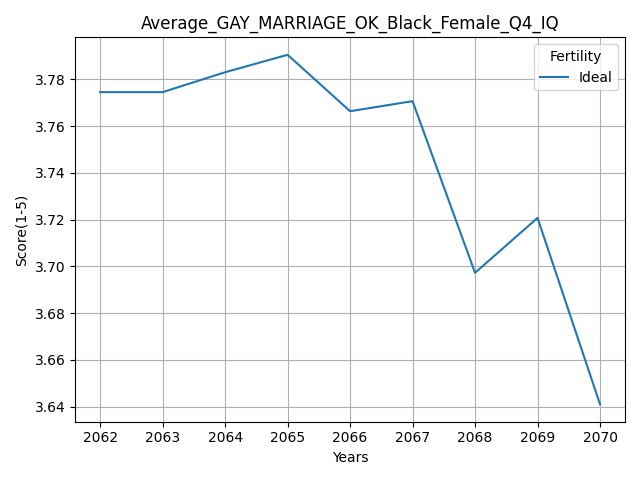 Average_GAY_MARRIAGE_OK_Black_Female_Q4_IQ
Fertility
Ideal
3.78
3.76
3.74
3.72
3.70
3.68
3.66
3.64
Score(1-5)
2062 2063 2064 2065 2066 2067 2068 2069 2070
Years